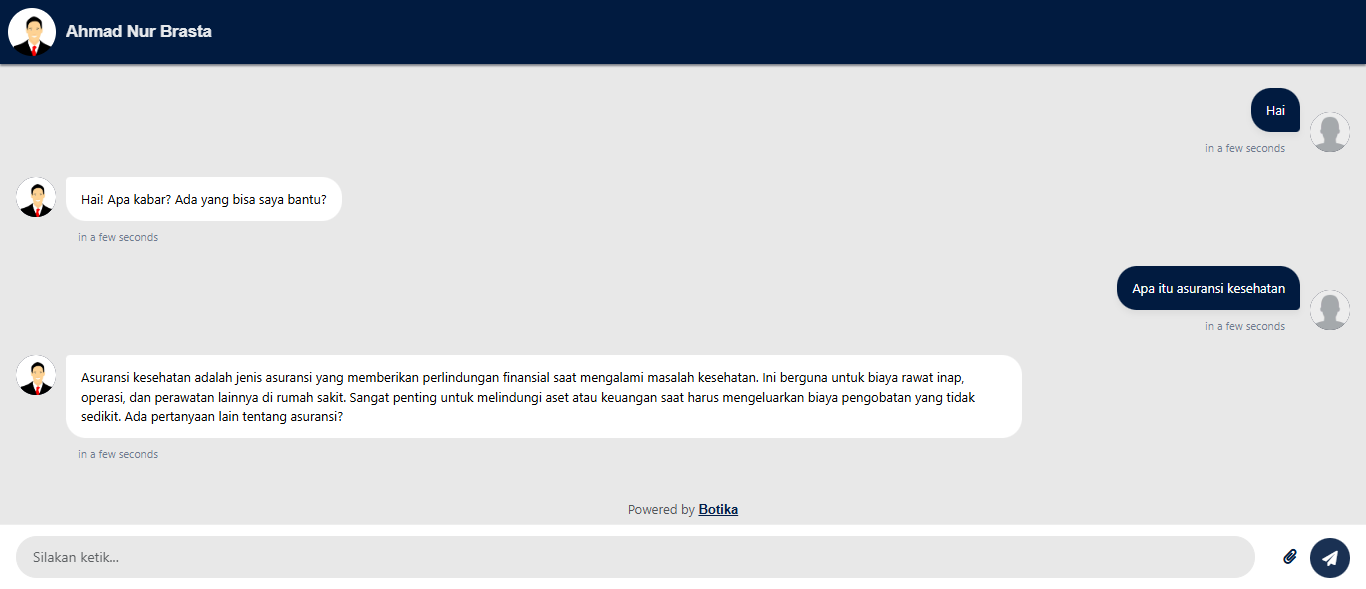 Ahmad Nur Brasta
Hai
in a few seconds
Hai! Apa kabar? Ada yang bisa saya bantu?
in a few seconds
Apa itu asuransi kesehatan
in a few seconds
Asuransi kesehatan adalah jenis asuransi yang memberikan perlindungan finansial saat mengalami masalah kesehatan. Ini berguna untuk biaya rawat inap,
operasi, dan perawatan lainnya di rumah sakit. Sangat penting untuk melindungi aset atau keuangan saat harus mengeluarkan biaya pengobatan yang tidak
sedikit. Ada pertanyaan lain tentang asuransi?
in a few seconds
Powered by Botika
Silakan ketik...